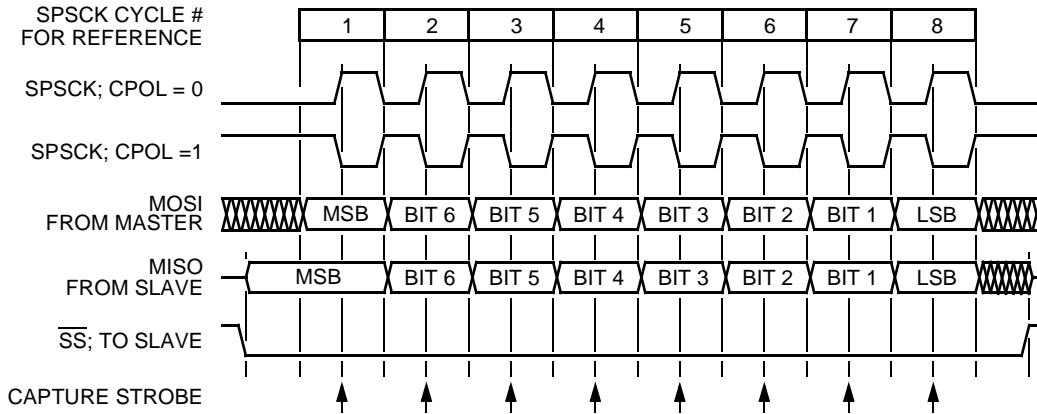 SPSCK CYCLE #
FOR REFERENCE
1 2 3 4 5 6 7 8
SPSCK; CPOL = 0
SPSCK; CPOL =1
MOSI
FROM MASTER
MSB BIT 6 BIT 5 BIT 4 BIT 3 BIT 2 BIT 1 LSB
MISO
FROM SLAVE
MSB BIT 6 BIT 5 BIT 4 BIT 3 BIT 2 BIT 1 LSB
SS; TO SLAVE
CAPTURE STROBE